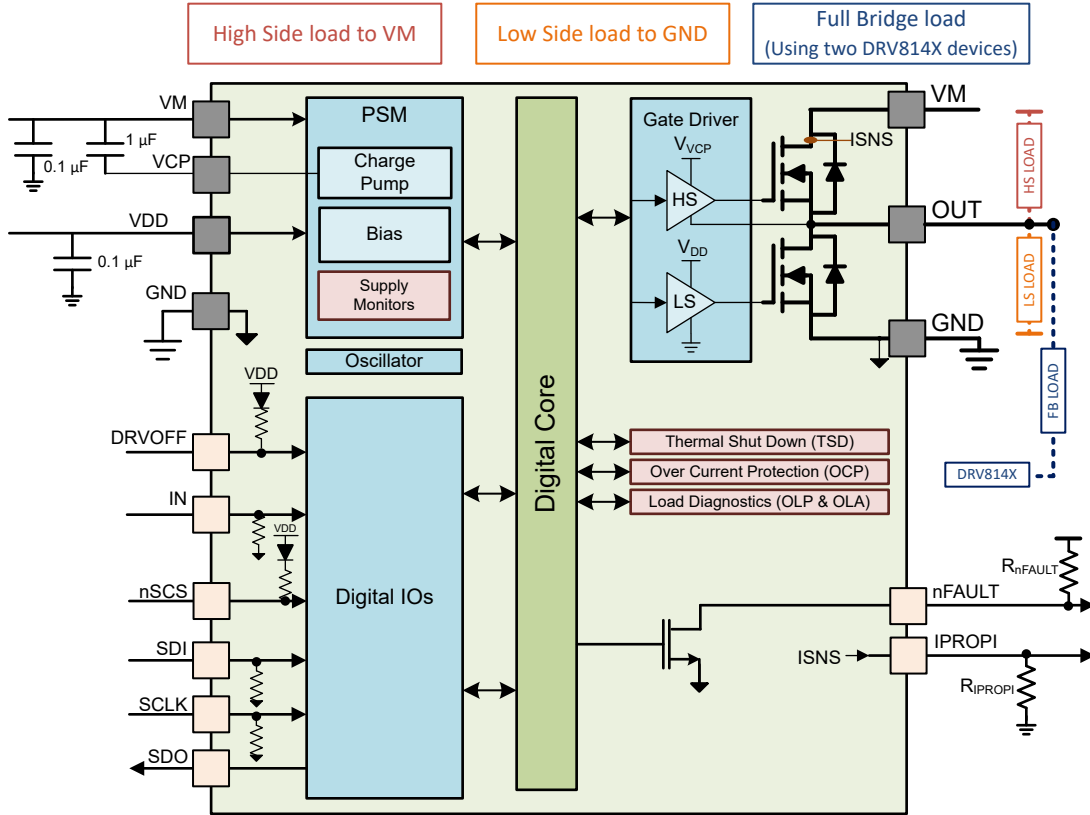 High Side load to VM
Low Side load to GND
Full Bridge load
(Using two DRV814X devices)
VM
1 µF
0.1 µF
VCP
VDD
0.1 µF
GND
PSM
Charge
Pump
Bias
Supply
Monitors
Oscillator
VDD
DRVOFF
IN
VDD
nSCS
SDI
SCLK
SDO
Digital IOs
Digital Core
Gate Driver
VVCP
HS
VDD
LS
ISNS
VM
OUT
GND
HS LOAD
LS LOAD
FB LOAD
DRV814X
Thermal Shut Down (TSD)
Over Current Protection (OCP)
Load Diagnostics (OLP & OLA)
RnFAULT
nFAULT
ISNS
IPROPI
RIPROPI